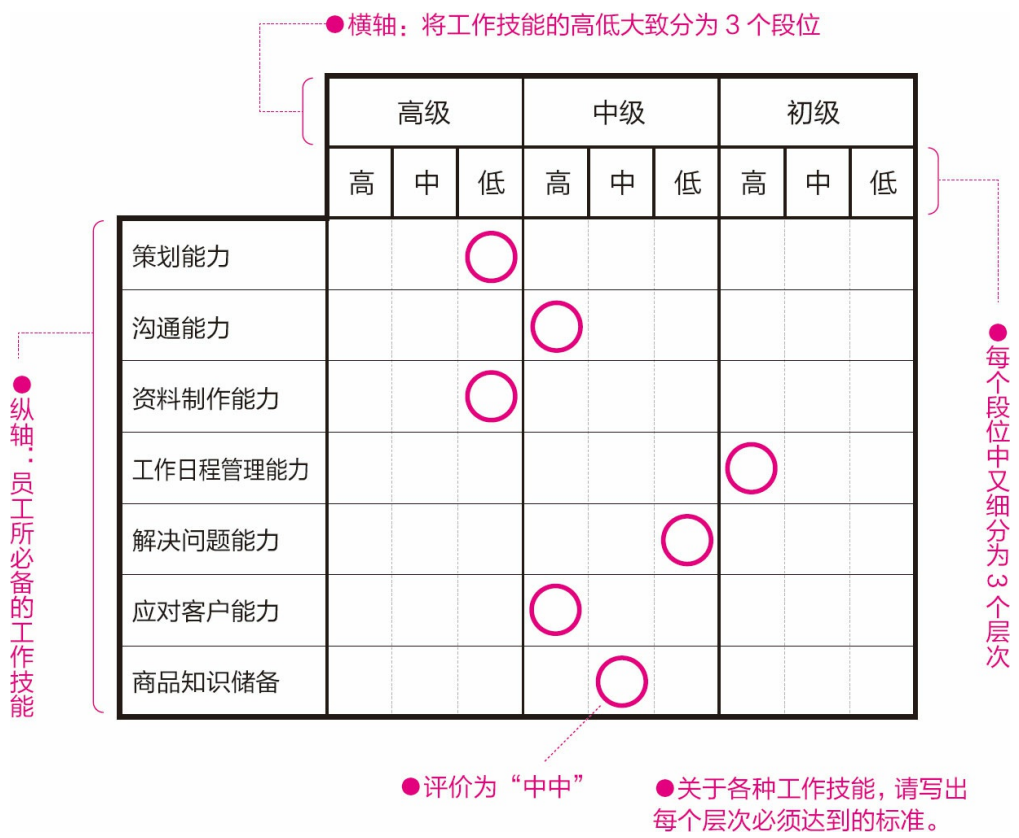 ●横轴：将工作技能的高低大致分为 3 个段位
高级 中级 初级
高 中 低 高 中 低 高 中 低
策划能力
沟通能力
资料制作能力
工作日程管理能力
解决问题能力
应对客户能力
商品知识储备
●纵轴：员工所必备的工作技能
●每个段位中又细分为 3 个层次
●评价为“中中”
●关于各种工作技能，请写出
每个层次必须达到的标准。